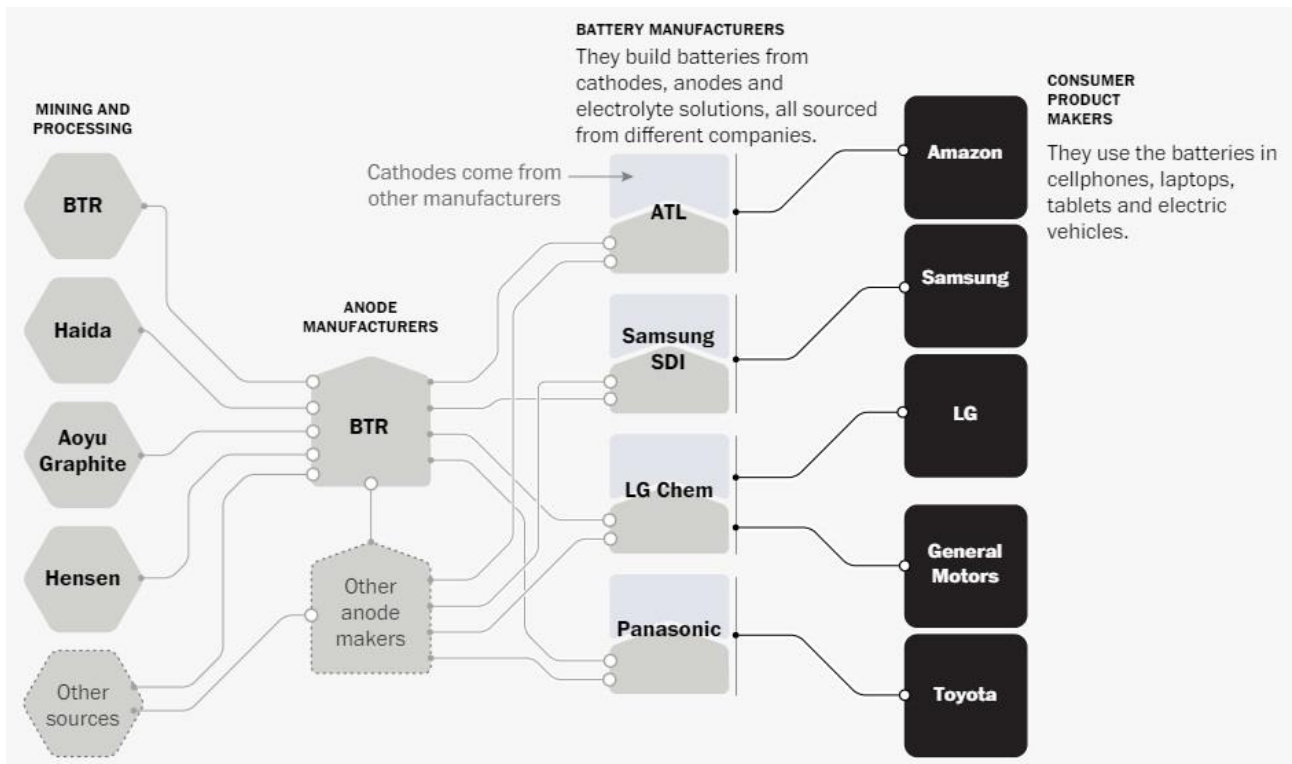 MINING AND
PROCESSING
BTR
Haida
Aoyu
Graphite
Hensen
Other
sources
ANODE
MANUFACTURERS
BTR
Other
anode
makers
BATTERY MANUFACTURERS
They build batteries from
cathodes, anodes and
electrolyte solutions, all sourced
from different companies.
Cathodes come from
other manufacturers
ATL
Samsung
SDI
LG Chem
Panasonic
Amazon
Samsung
LG
General
Motors
Toyota
CONSUMER
PRODUCT
MAKERS
They use the batteries in
cellphones, laptops,
tablets and electric
vehicles.